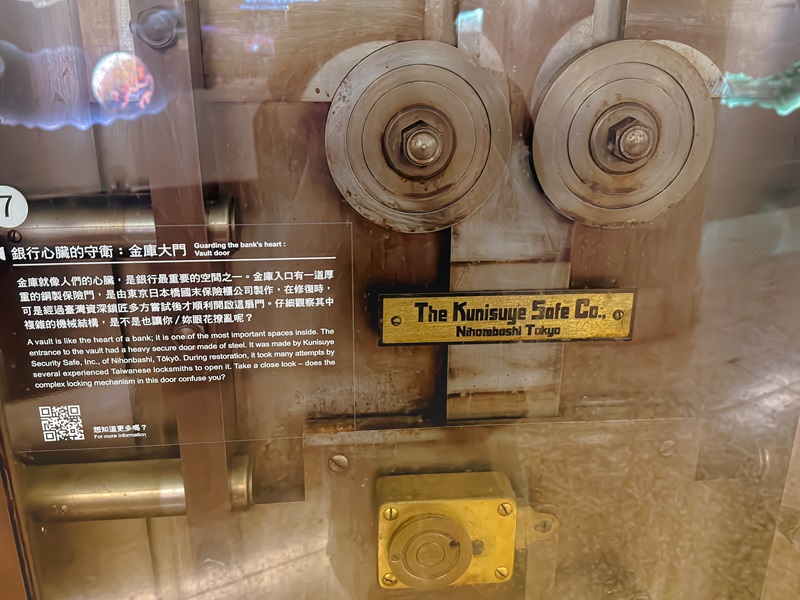 7
銀行心臟的守衛：金庫大門
Guarding the bank's heart :
Vault door
金庫就像人們的心臟，是銀行最重要的空間之一。金庫入口有一道厚
重的鋼製保險門，是由東京日本橋國末保險櫃公司製作，在修復時，
可是經過臺灣資深鎖匠多方嘗試後才順利開啟這扇門。仔細觀察其中
複雜的機械結構，是不是也讓你/妳眼花撩亂呢？
A vault is like the heart of a bank; it is one of the most important spaces inside. The
entrance to the vault had a heavy secure door made of steel. It was made by Kunisuye
Security Safe, Inc., of Nihonbashi, Tōkyō. During restoration, it took many attempts by
several experienced Taiwanese locksmiths to open it. Take a close look – does the
complex locking mechanism in this door confuse you?
想知道更多嗎？
For more information
The Kunisuye Safe Co.,
Nihombashi Tokyo